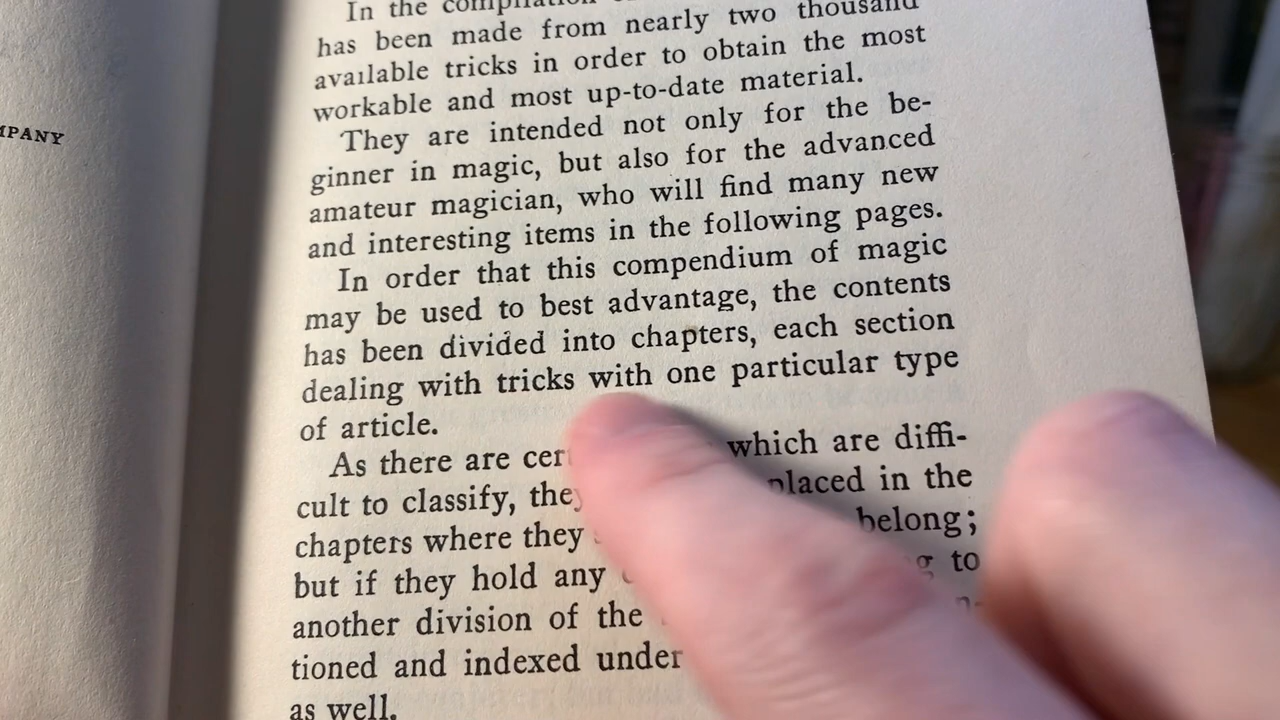 MPANY
In the compilation
has been made from nearly two thousand
available tricks in order to obtain the most
workable and most up-to-date material.
They are intended not only for the be-
ginner in magic, but also for the advanced
amateur magician, who will find many new
and interesting items in the following pages.
In order that this compendium of magic
may be used to best advantage, the contents
has been divided into chapters, each section
dealing with tricks with one particular type
of article.
As there are which are diffi-
cult to classify, they placed in the
chapters where they belong;
but if they hold any to
another division of the
tioned and indexed under
as well.